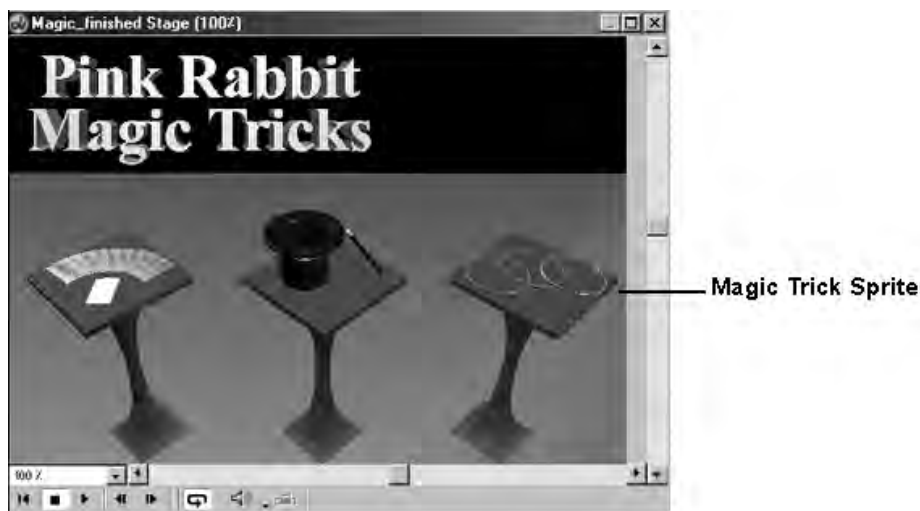 Magic_finished Stage (100%)
Pink Rabbit
Magic Tricks
Magic Trick Sprite
100 %